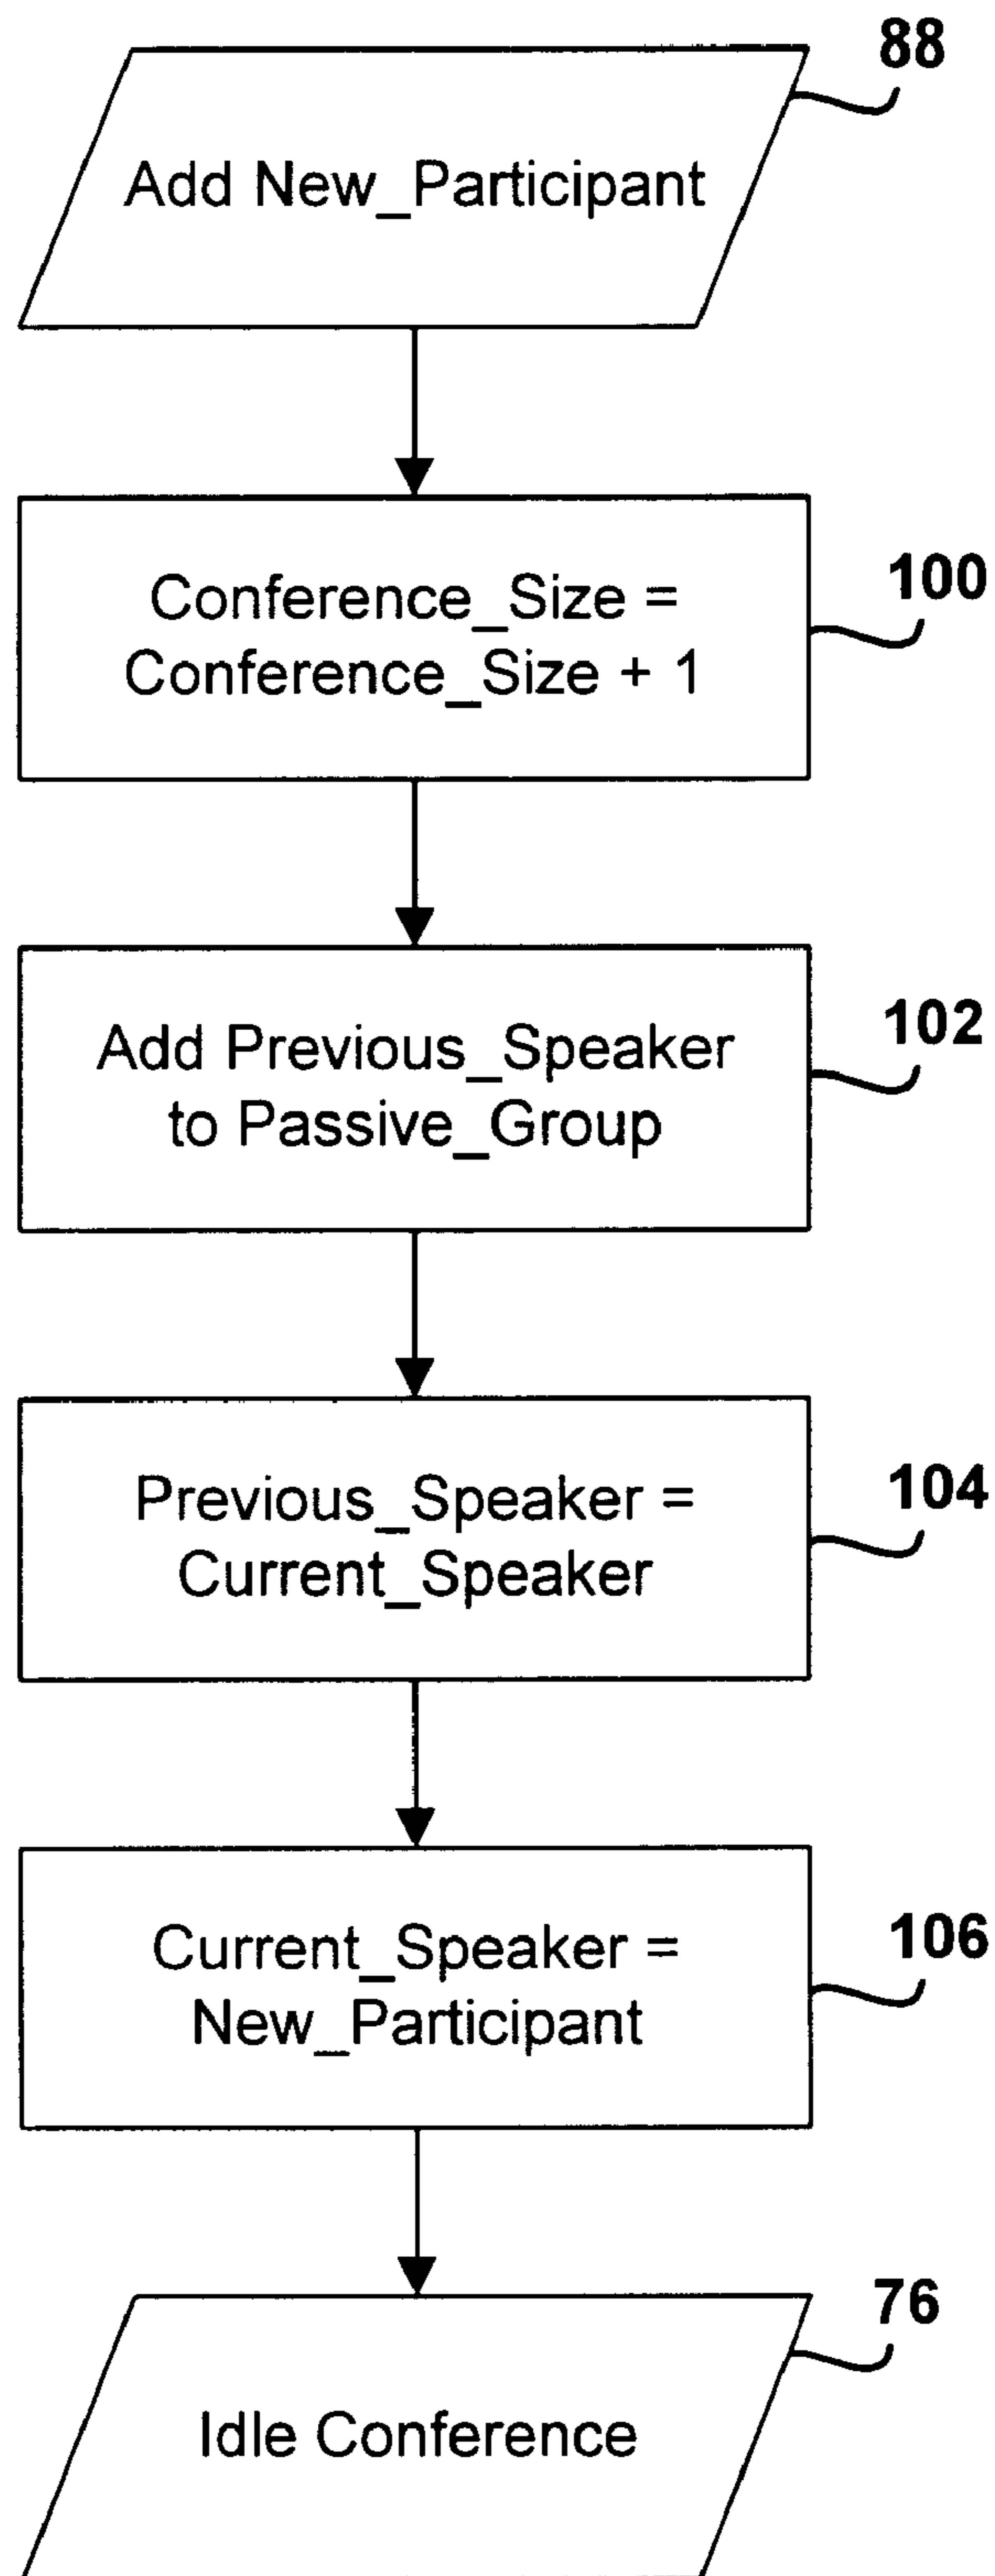 88
Add New_Participant
100
Conference_Size =
Conference_Size + 1
102
Add Previous_Speaker
to Passive_Group
104
Previous_Speaker =
Current_Speaker
106
Current_Speaker =
New_Participant
76
Idle Conference